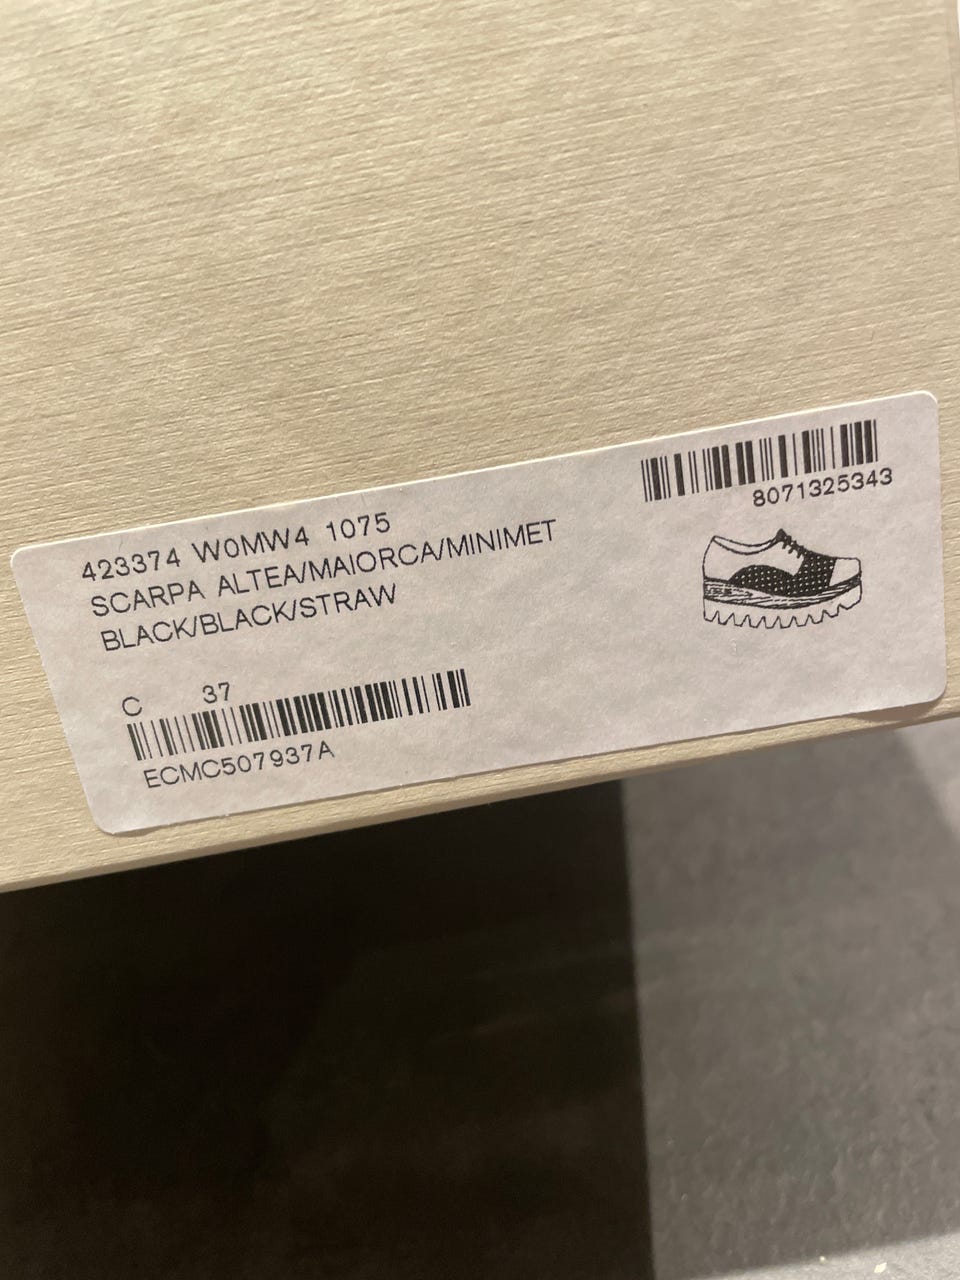 8071325343
423374 W0MW4 1075
SCARPA ALTEA/MAIORCA/MINIMET
BLACK/BLACK/STRAW
C 37
ECMC507937A